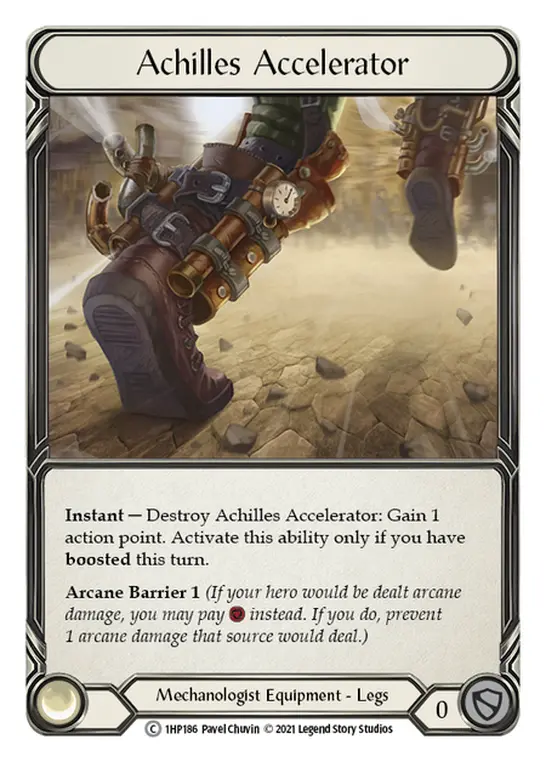 Achilles Accelerator
Instant — Destroy Achilles Accelerator: Gain 1
action point. Activate this ability only if you have
boosted this turn.
Arcane Barrier 1 (If your hero would be dealt arcane
damage, you may pay instead. If you do, prevent
1 arcane damage that source would deal.)
Mechanologist Equipment - Legs
0
C 1HP186 Pavel Chuvin © 2021 Legend Story Studios